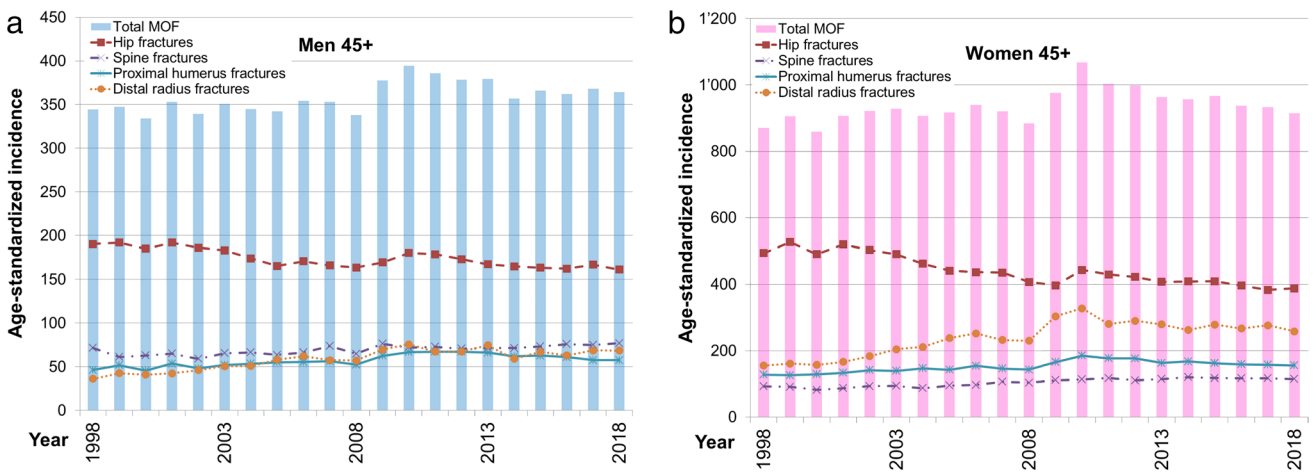 a
Men 45+
Total MOF
Hip fractures
Spine fractures
Proximal humerus fractures
Distal radius fractures
Age-standardized incidence
450
400
350
300
250
200
150
100
50
0
Year
1998
2003
2008
2013
2018
b
Women 45+
Total MOF
Hip fractures
Spine fractures
Proximal humerus fractures
Distal radius fractures
Age-standardized incidence
1'200
1'000
800
600
400
200
0
Year
1998
2003
2008
2013
2018